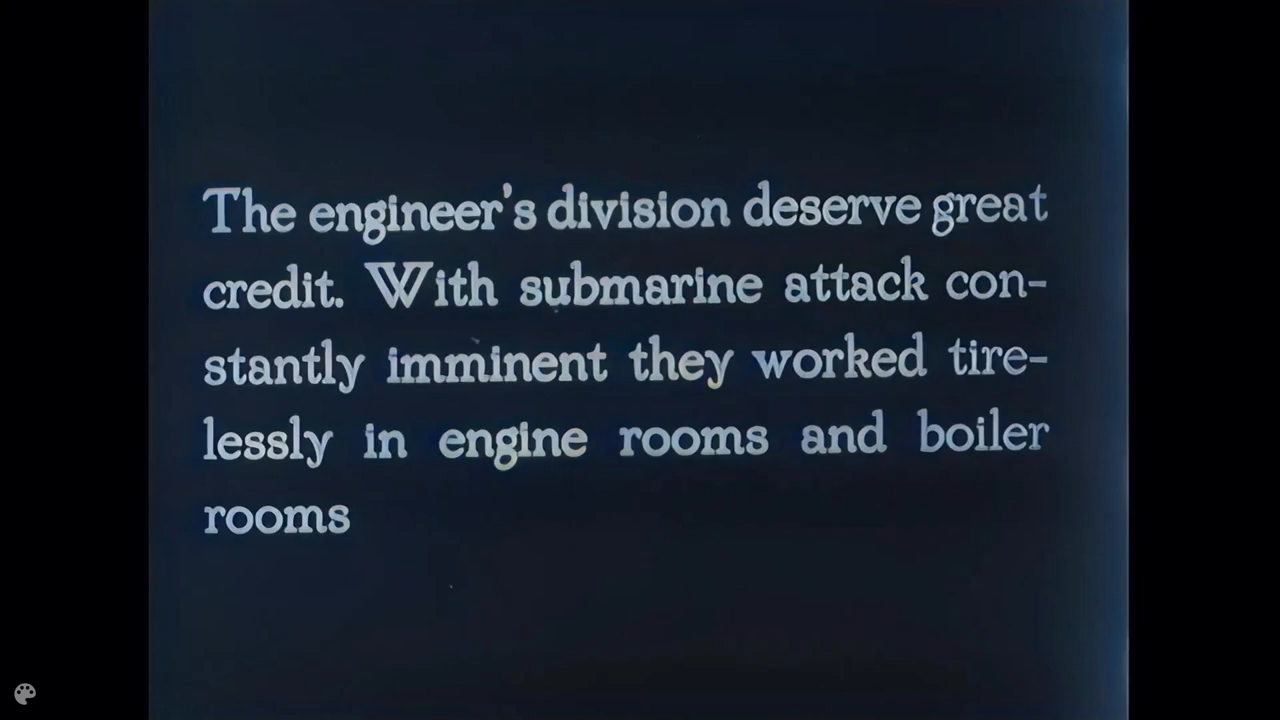 The engineer's division deserve great
credit. With submarine attack con-
stantly imminent they worked tire-
lessly in engine rooms and boiler
rooms